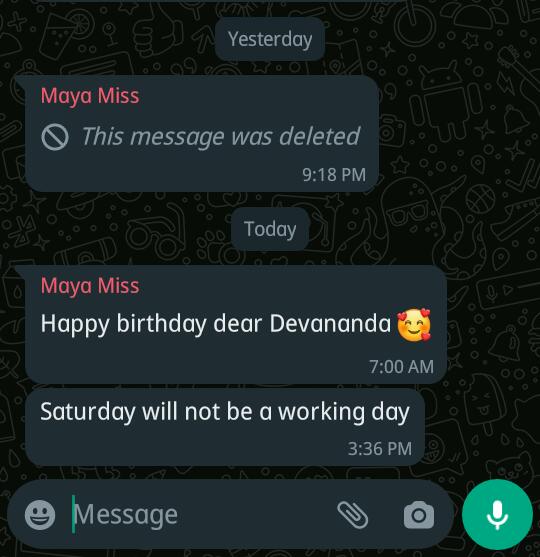 Yesterday
Maya Miss
This message was deleted
9:18 PM
Today
Maya Miss
Happy birthday dear Devananda 🥰
7:00 AM
Saturday will not be a working day
3:36 PM
Message